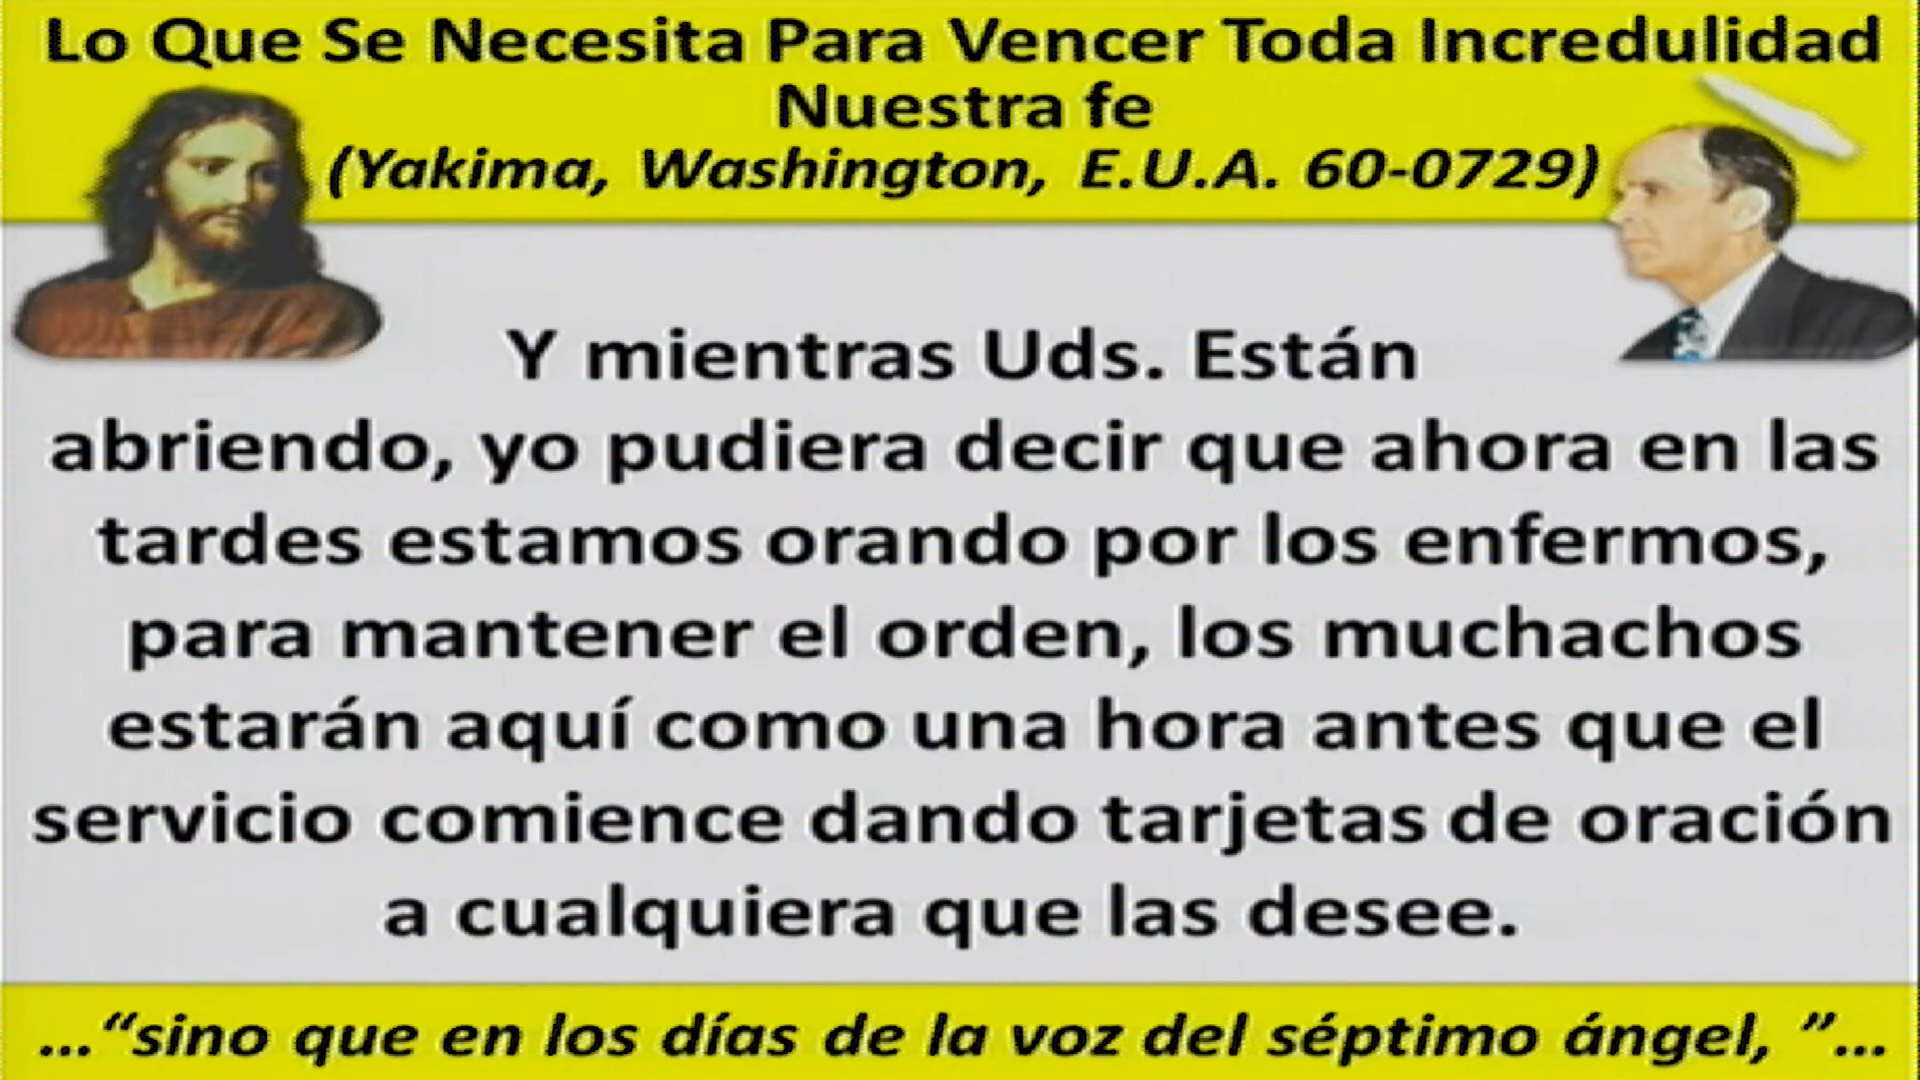 Lo Que Se Necesita Para Vencer Toda Incredulidad
Nuestra fe
(Yakima, Washington, E.U.A. 60-0729)
Y mientras Uds. Están
abriendo, yo pudiera decir que ahora en las
tardes estamos orando por los enfermos,
para mantener el orden, los muchachos
estarán aquí como una hora antes que el
servicio comience dando tarjetas de oración
a cualquiera que las desee.
...“sino que en los días de la voz del séptimo ángel, ”...